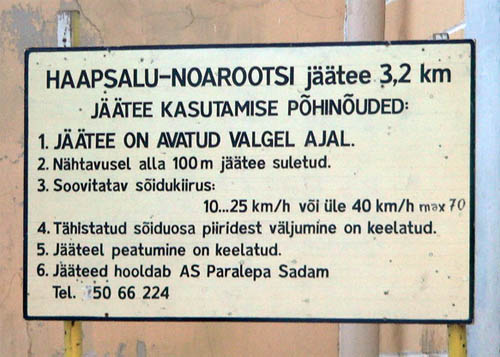 HAAPSALU-NOAROOTSI jäätee 3,2 km
JÄÄTEE KASUTAMISE PÕHINÕUDED:
1. JÄÄTEE ON AVATUD VALGEL AJAL.
2. Nähtavusel alla 100 m jäätee suletud.
3. Soovitatav sõidukiirus:
10...25 km/h või üle 40 km/h max 70
4. Tähistatud sõiduosa piiridest väljumine on keelatud.
5. Jääteel peatumine on keelatud.
6. Jääteed hooldab AS Paralepa Sadam
Tel. 50 66 224